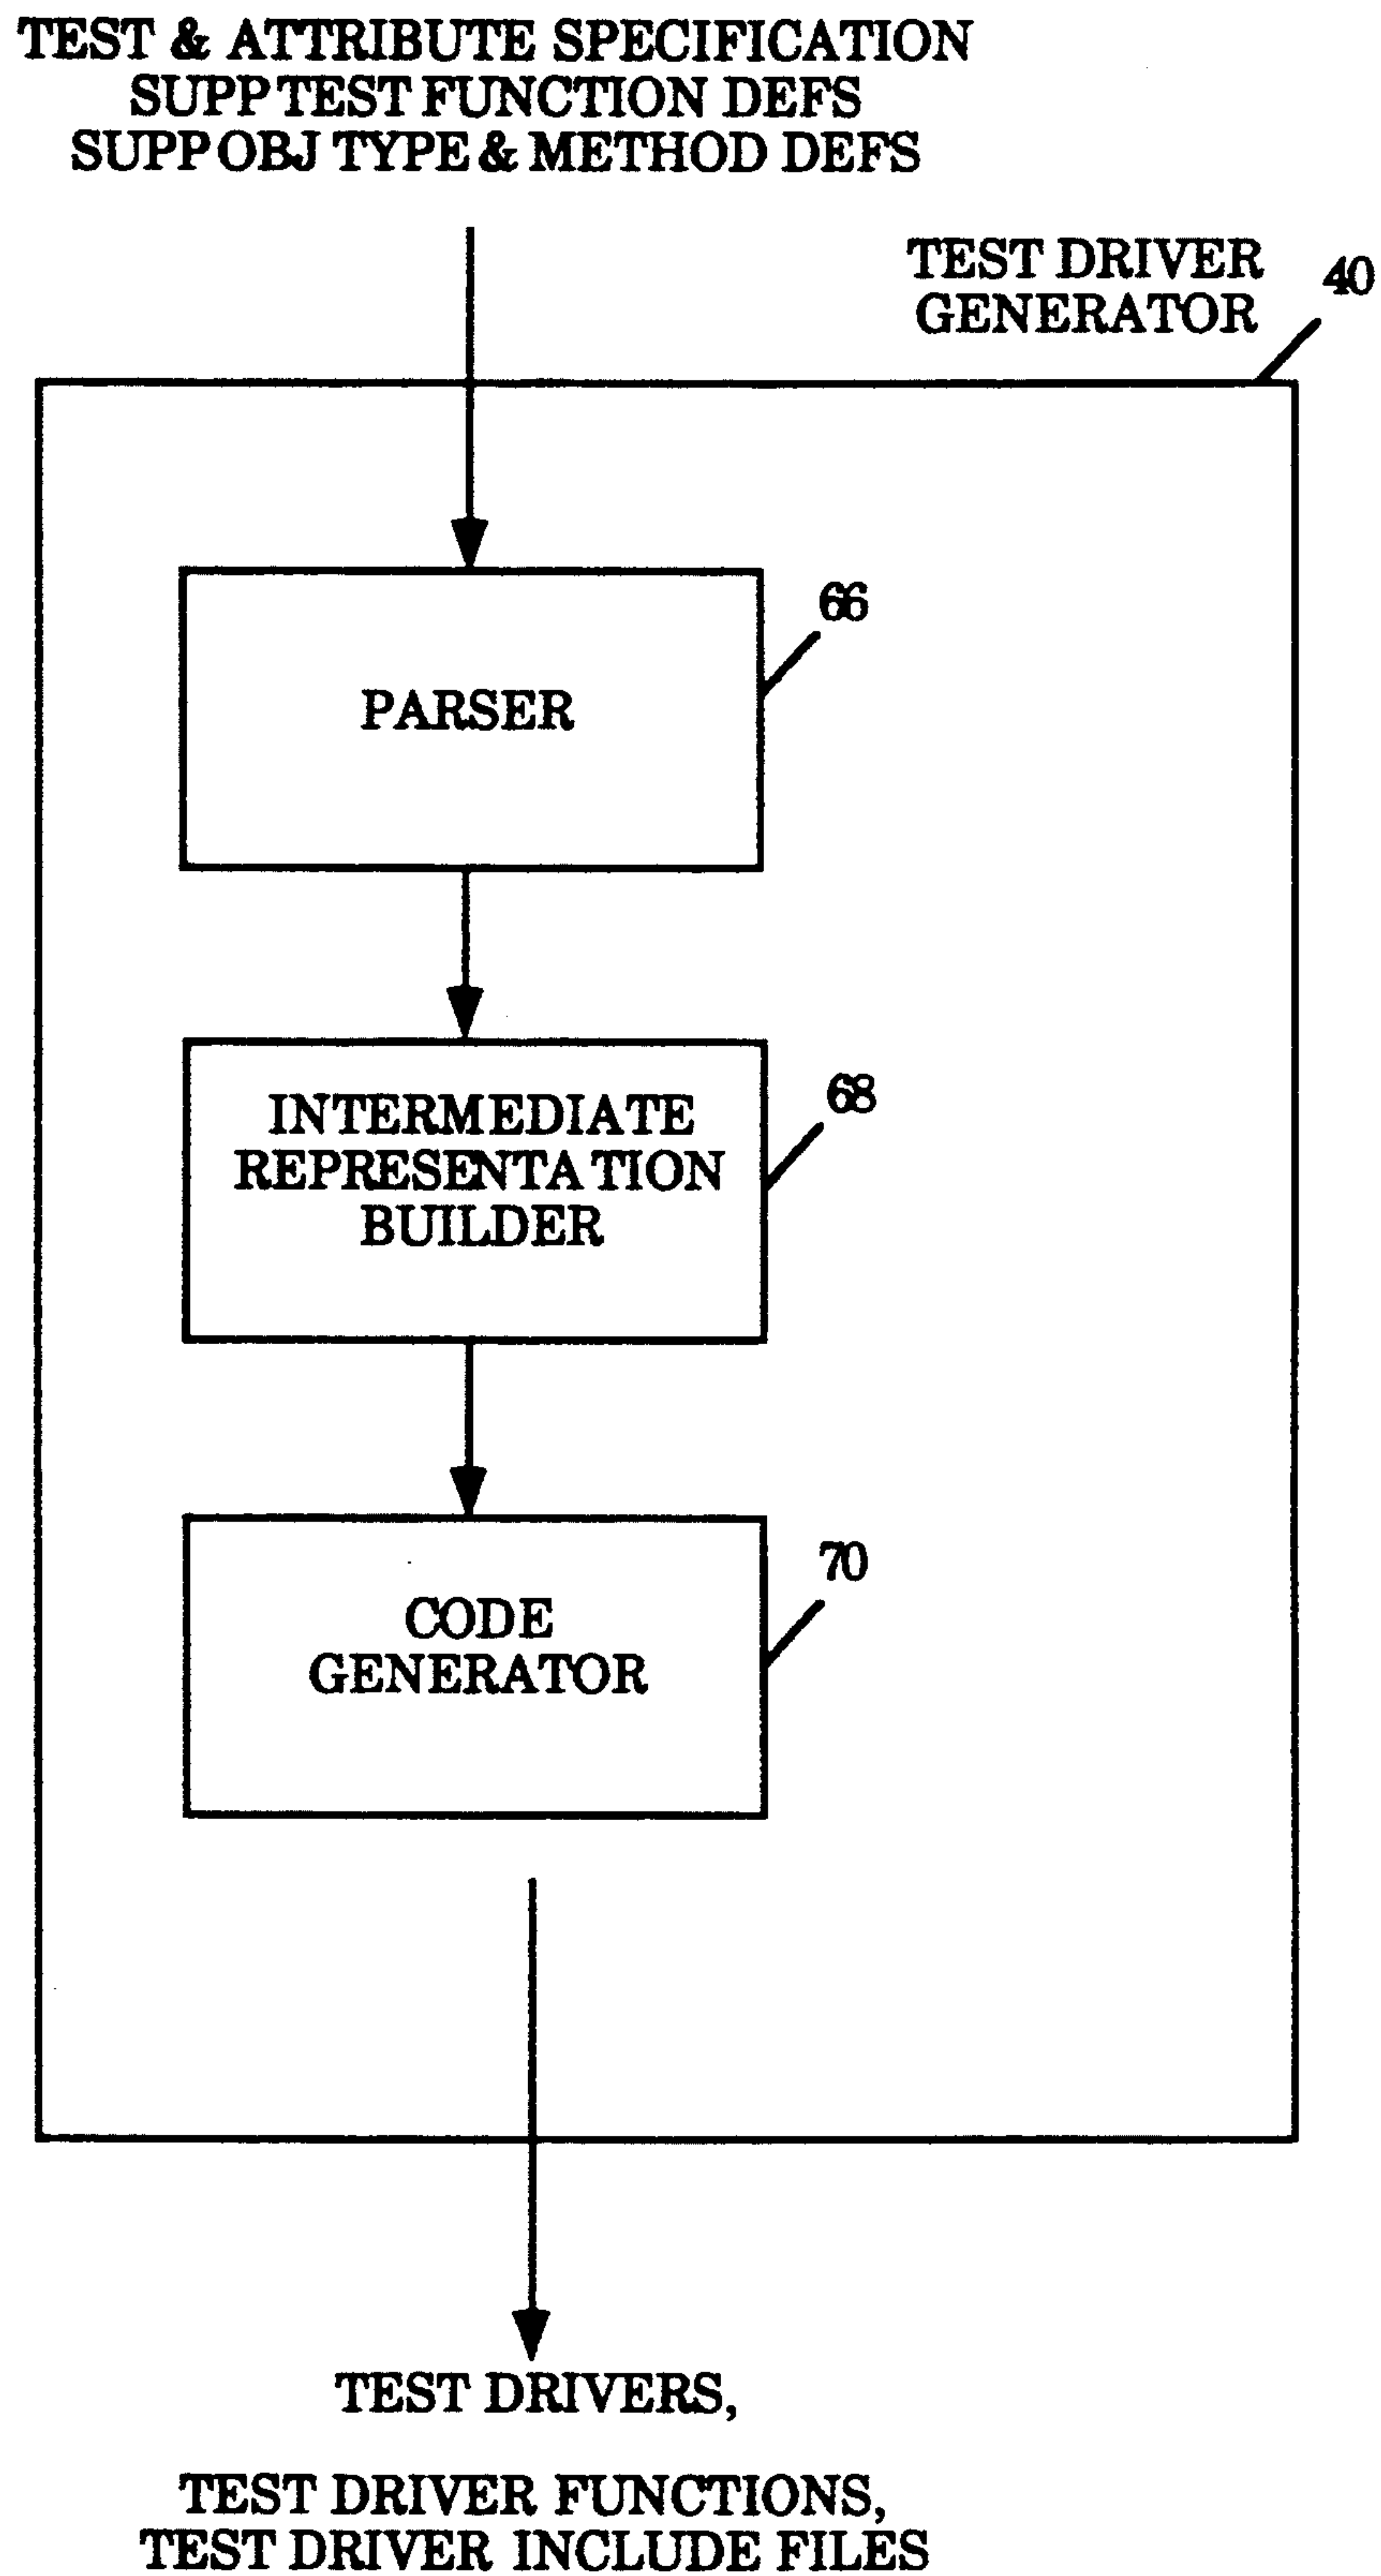 TEST & ATTRIBUTE SPECIFICATION
SUPP TEST FUNCTION DEFS
SUPP OBJ TYPE & METHOD DEFS
TEST DRIVER
GENERATOR
40
66
PARSER
68
INTERMEDIATE
REPRESENTATION
BUILDER
70
CODE
GENERATOR
TEST DRIVERS,
TEST DRIVER FUNCTIONS,
TEST DRIVER INCLUDE FILES